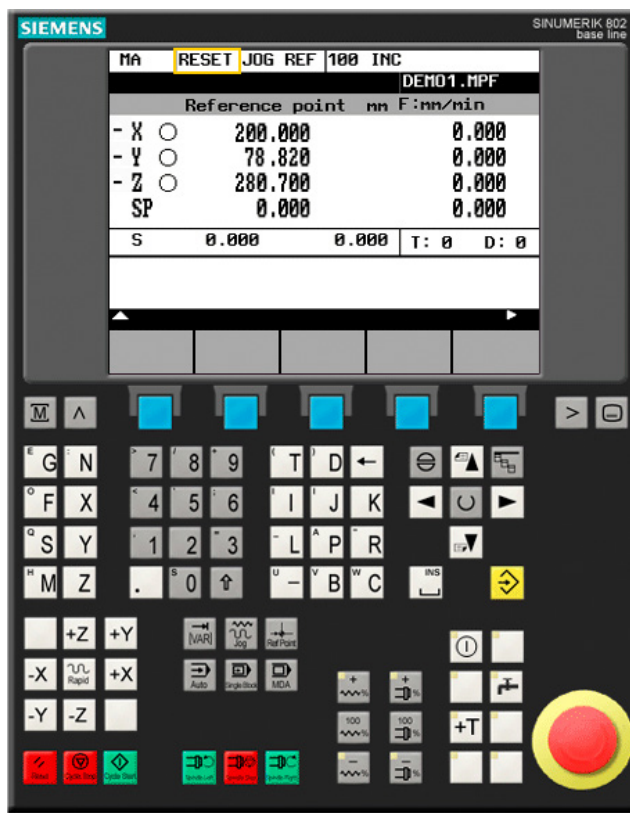 SIEMENS
SINUMERIK 802
base line
MA RESET JOG REF 100 INC
DEMO1.MPF
Reference point mm F:mm/min
- X 200.000 0.000
- Y 78.820 0.000
- Z 280.700 0.000
SP 0.000 0.000
S 0.000 0.000 T: 0 D: 0
M
E G : N 7 / 8 * 9 ( T ) D
O F X < 4 5 ; 6 I J K
Q S Y 1 2 3 L A P R
H M Z . S 0 U - V B W C INS
+Z +Y [VAR] Jog Ref Point
-X Rapid +X Auto Single Block MDA + % + %
-Y -Z 100 % 100 % +T
Reset Cycle Stop Cycle Start Spindle Left Spindle Stop Spindle Right - % - %